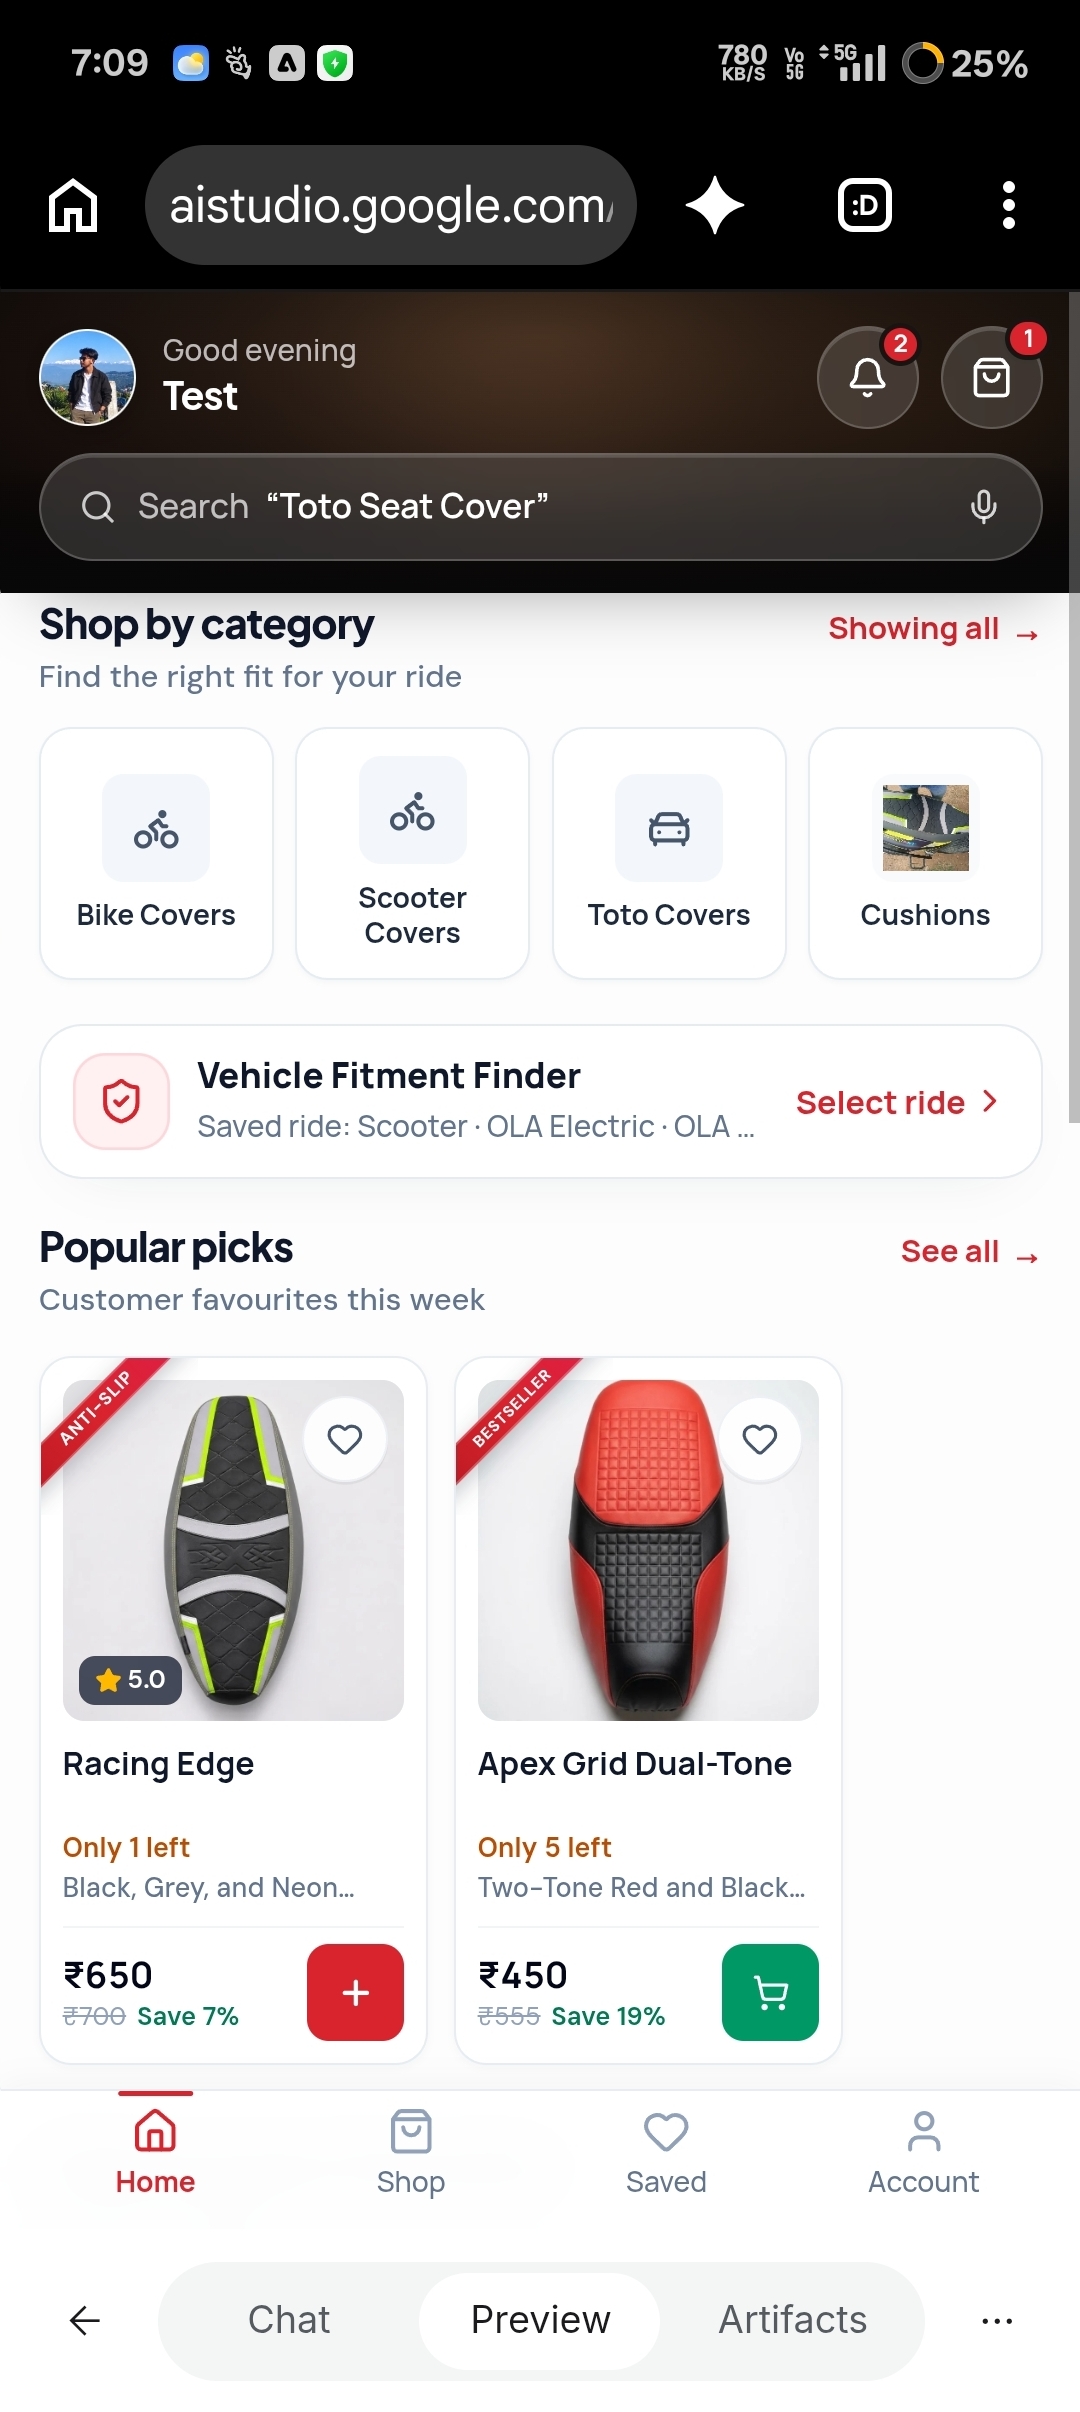 7:09
780
KB/S
Vo
5G
5G
25%
aistudio.google.com/
:D
Good evening
Test
2
1
Search “Toto Seat Cover”
Shop by category
Showing all →
Find the right fit for your ride
Bike Covers
Scooter
Covers
Toto Covers
Cushions
Vehicle Fitment Finder
Saved ride: Scooter · OLA Electric · OLA ...
Select ride
Popular picks
See all →
Customer favourites this week
ANTI-SLIP
BESTSELLER
5.0
Racing Edge
Only 1 left
Black, Grey, and Neon...
₹650
₹700 Save 7%
Apex Grid Dual-Tone
Only 5 left
Two-Tone Red and Black...
₹450
₹555 Save 19%
Home
Shop
Saved
Account
Chat
Preview
Artifacts